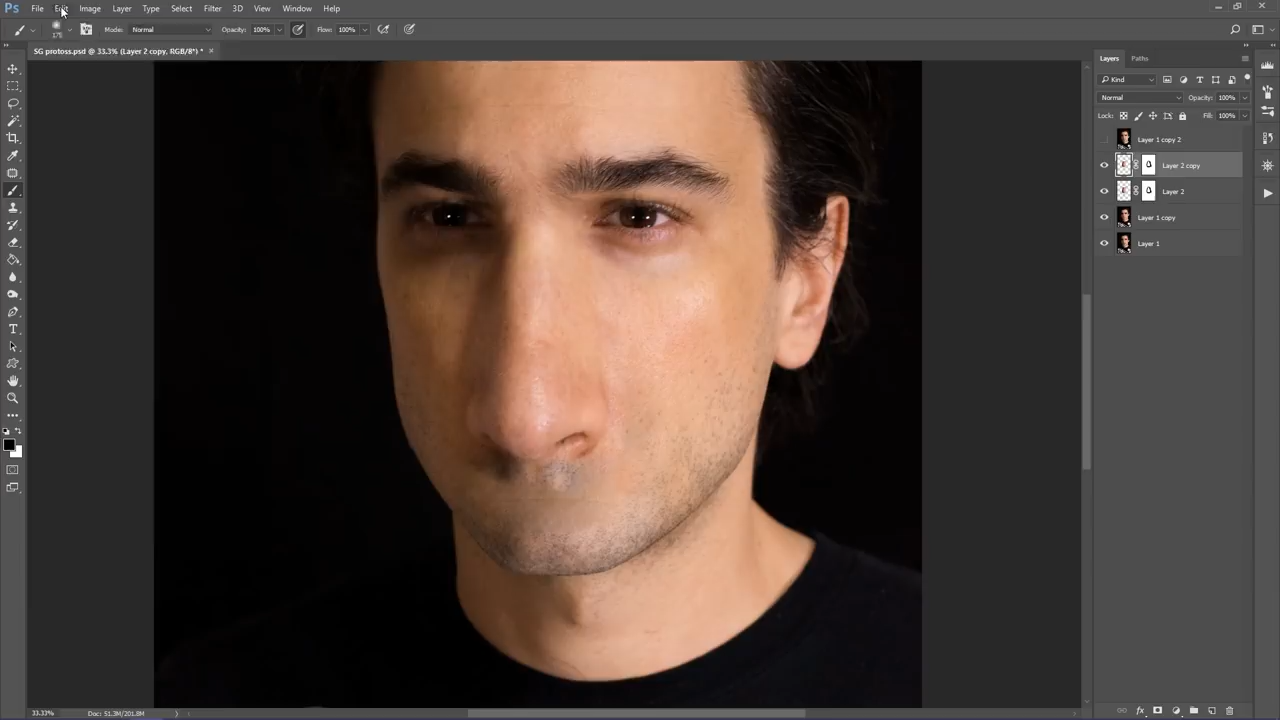 Ps File Edit Image Layer Type Select Filter 3D View Window Help
175 Mode: Normal Opacity: 100% Flow: 100%
SG protoss.psd @ 33.3% (Layer 2 copy, RGB/8*) * ×
Layers Paths
Kind
Normal Opacity: 100%
Lock: Fill: 100%
Layer 1 copy 2
Layer 2 copy
Layer 2
Layer 1 copy
Layer 1
33.33% Doc: 51.3M/201.8M